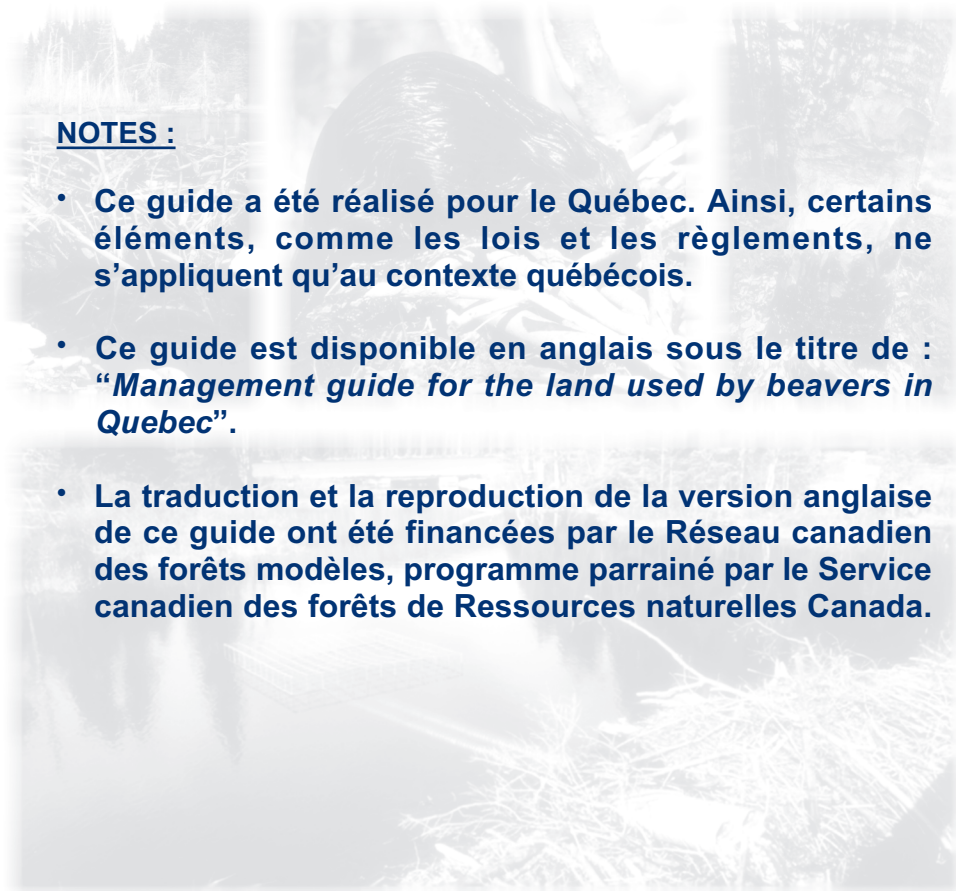 NOTES :
• Ce guide a été réalisé pour le Québec. Ainsi, certains
éléments, comme les lois et les règlements, ne
s’appliquent qu’au contexte québécois.
• Ce guide est disponible en anglais sous le titre de :
“Management guide for the land used by beavers in
Quebec”.
• La traduction et la reproduction de la version anglaise
de ce guide ont été financées par le Réseau canadien
des forêts modèles, programme parrainé par le Service
canadien des forêts de Ressources naturelles Canada.